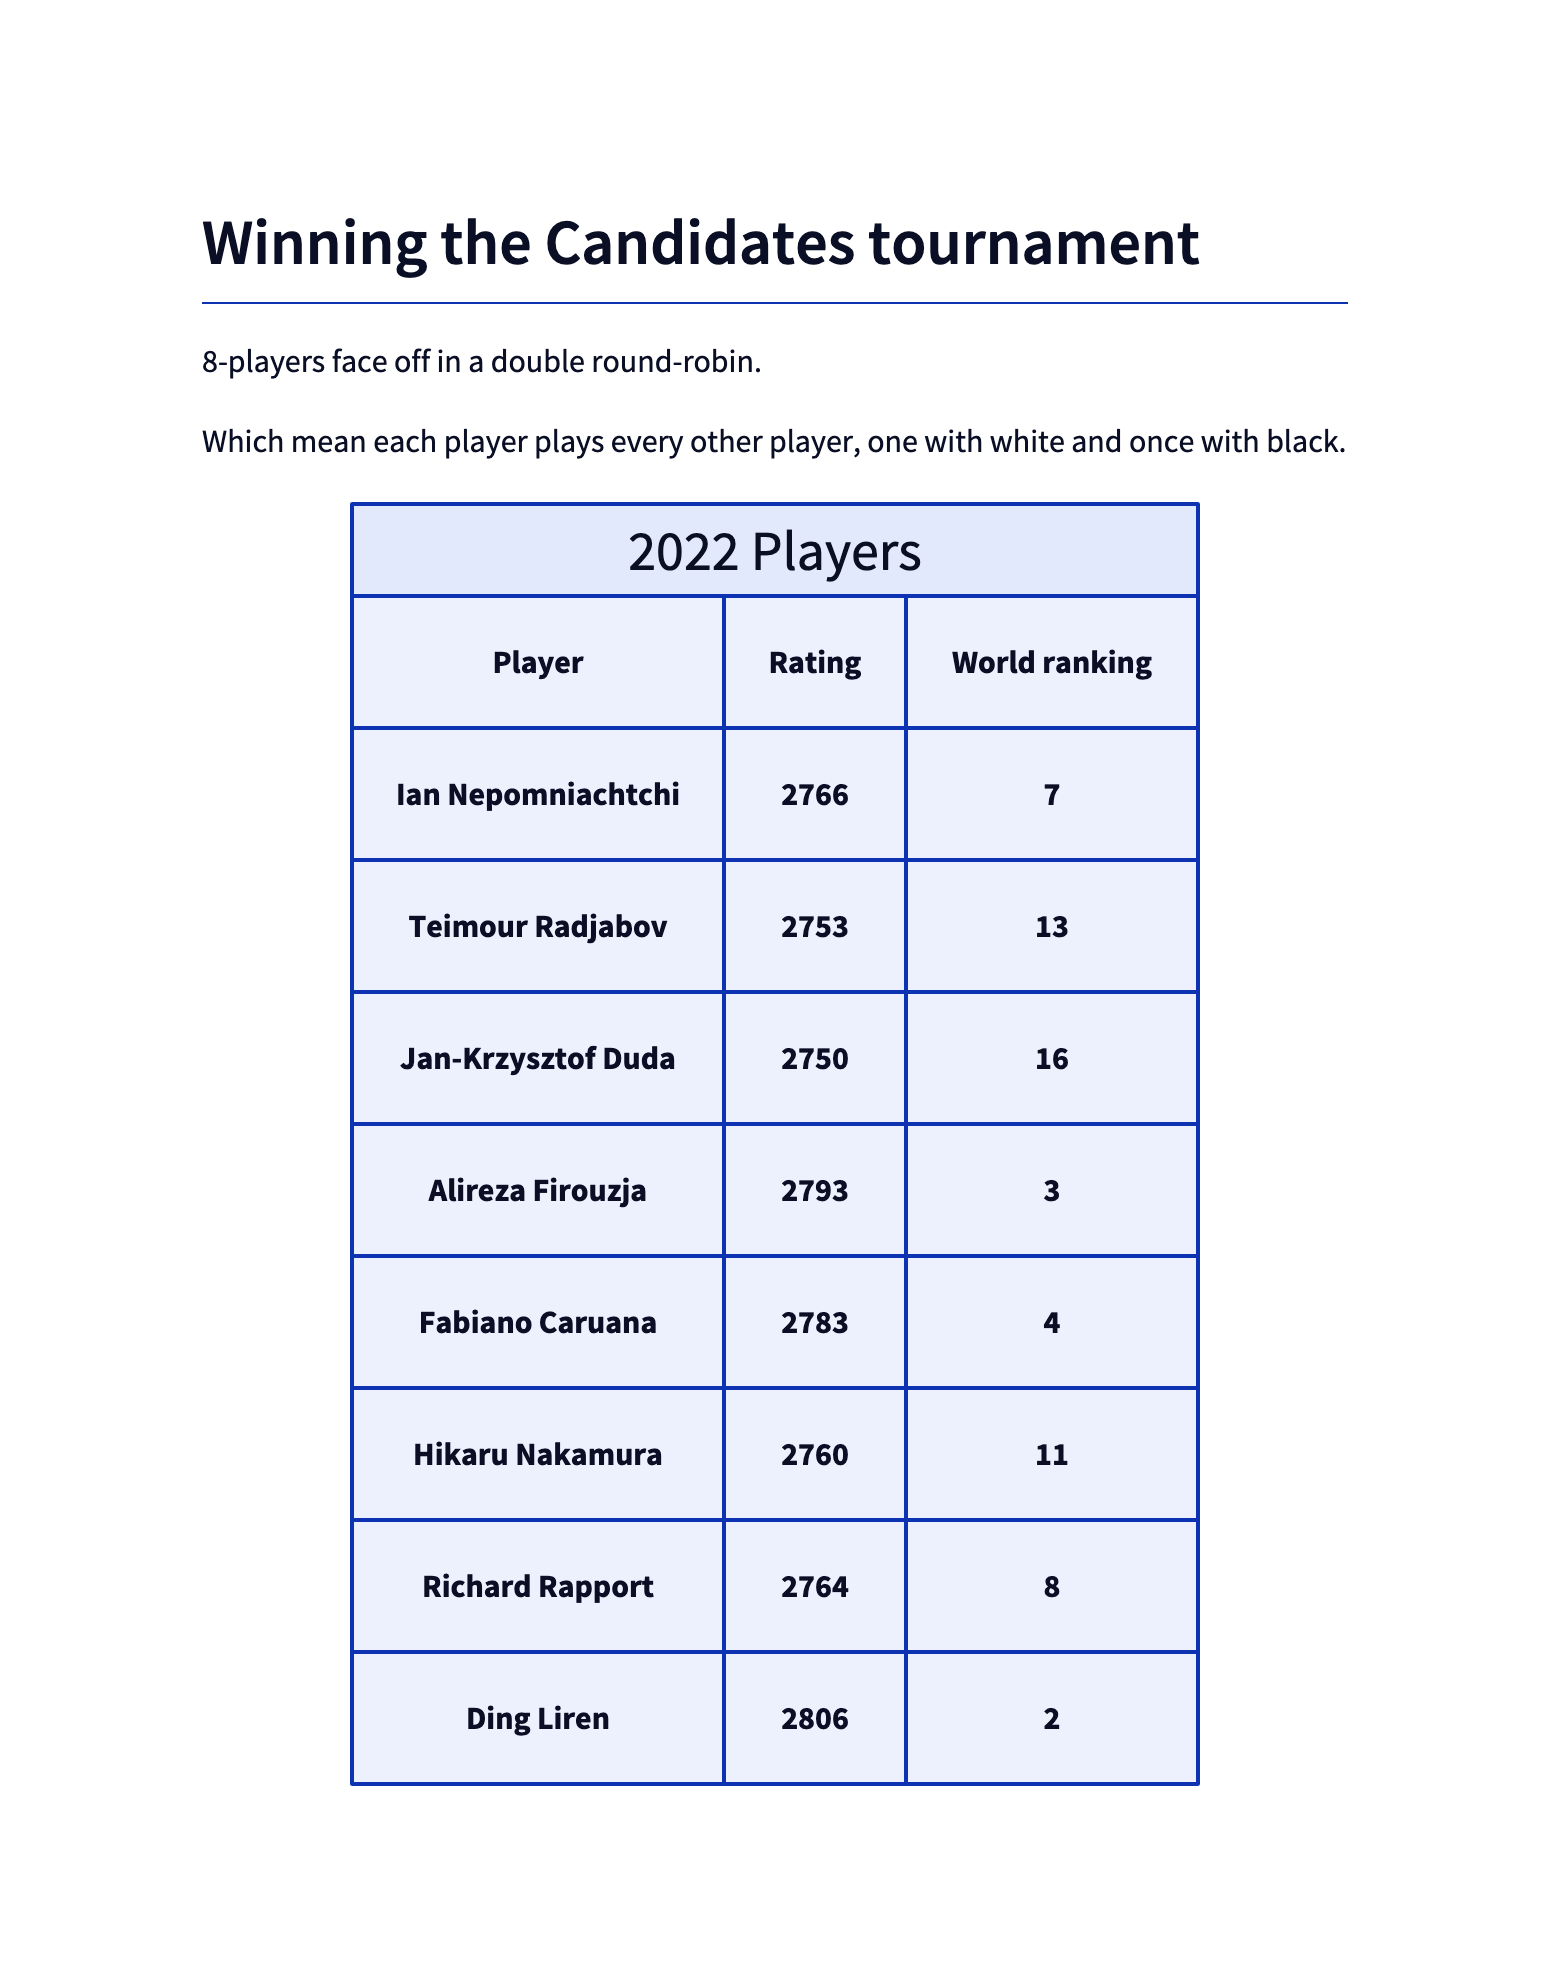 Winning the Candidates tournament
8-players face off in a double round-robin.
Which mean each player plays every other player, one with white and once with black.
2022 Players
Player Rating World ranking
Ian Nepomniachtchi 2766 7
Teimour Radjabov 2753 13
Jan-Krzysztof Duda 2750 16
Alireza Firouzja 2793 3
Fabiano Caruana 2783 4
Hikaru Nakamura 2760 11
Richard Rapport 2764 8
Ding Liren 2806 2